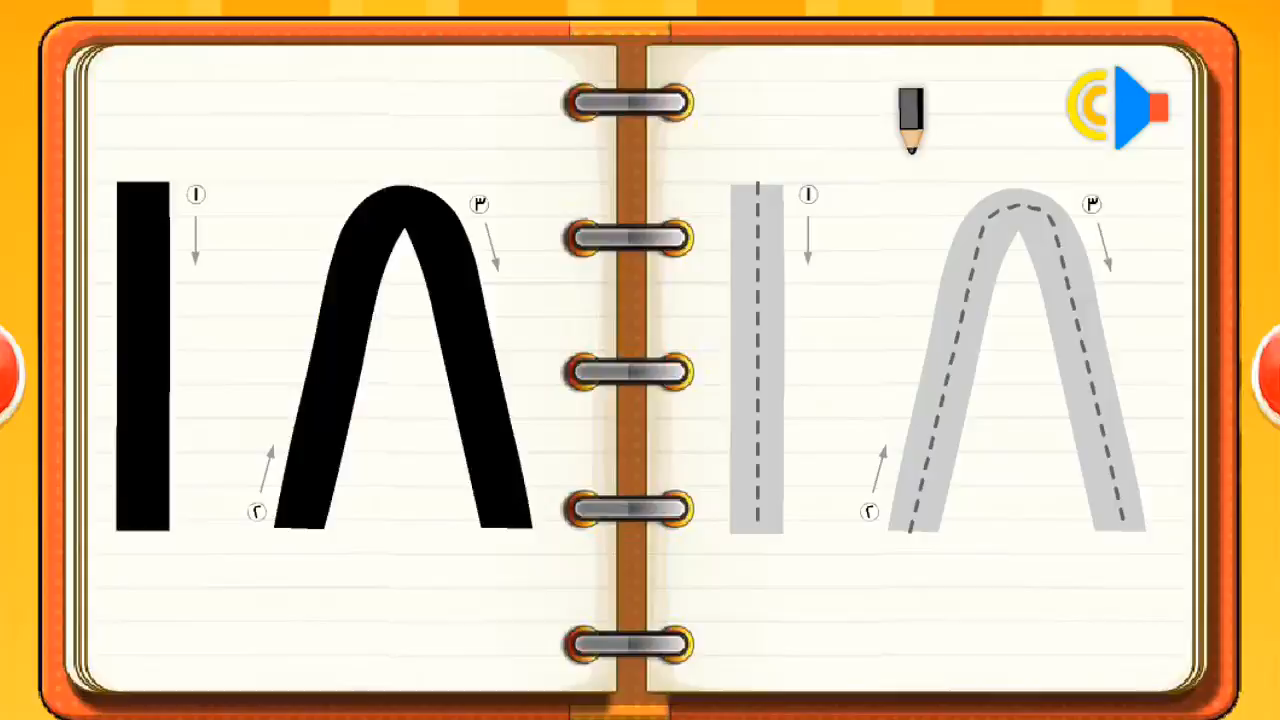 ١٨ ١٨
١ ٣ ١ ٣
٢ ٢